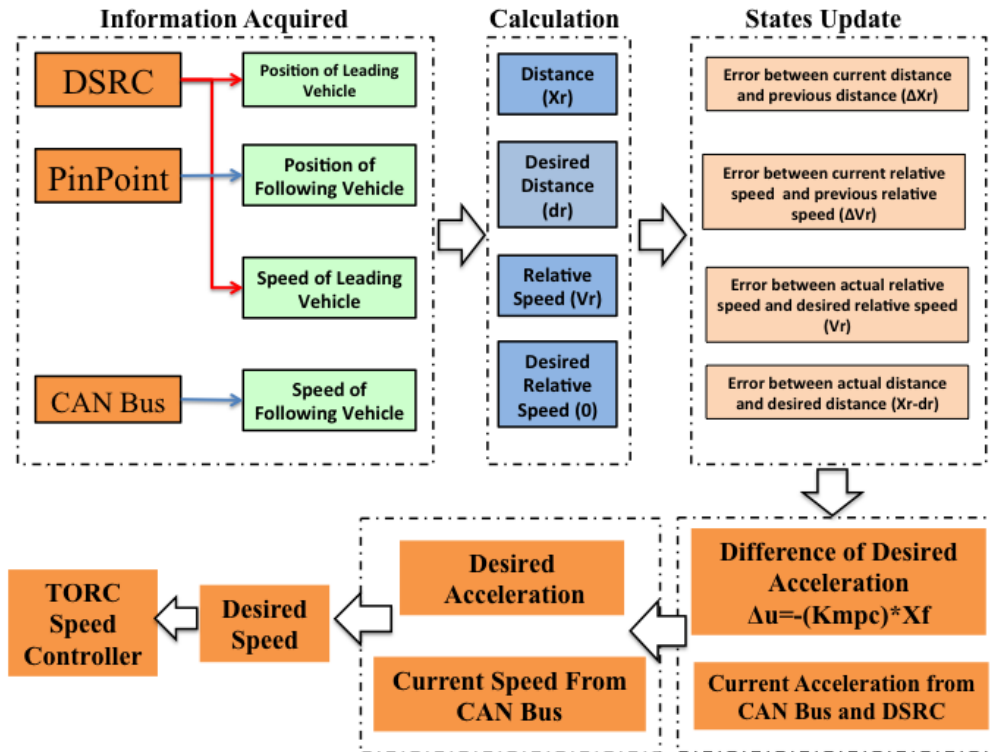 Information Acquired
Calculation
States Update
DSRC
Position of Leading
Vehicle
PinPoint
Position of
Following Vehicle
Speed of Leading
Vehicle
CAN Bus
Speed of
Following Vehicle
Distance
(Xr)
Desired
Distance
(dr)
Relative
Speed (Vr)
Desired
Relative
Speed (0)
Error between current distance
and previous distance (ΔXr)
Error between current relative
speed and previous relative
speed (ΔVr)
Error between actual relative
speed and desired relative speed
(Vr)
Error between actual distance
and desired distance (Xr-dr)
Difference of Desired
Acceleration
Δu=-(Kmpc)*Xf
Current Acceleration from
CAN Bus and DSRC
Desired
Acceleration
Current Speed From
CAN Bus
Desired
Speed
TORC
Speed
Controller